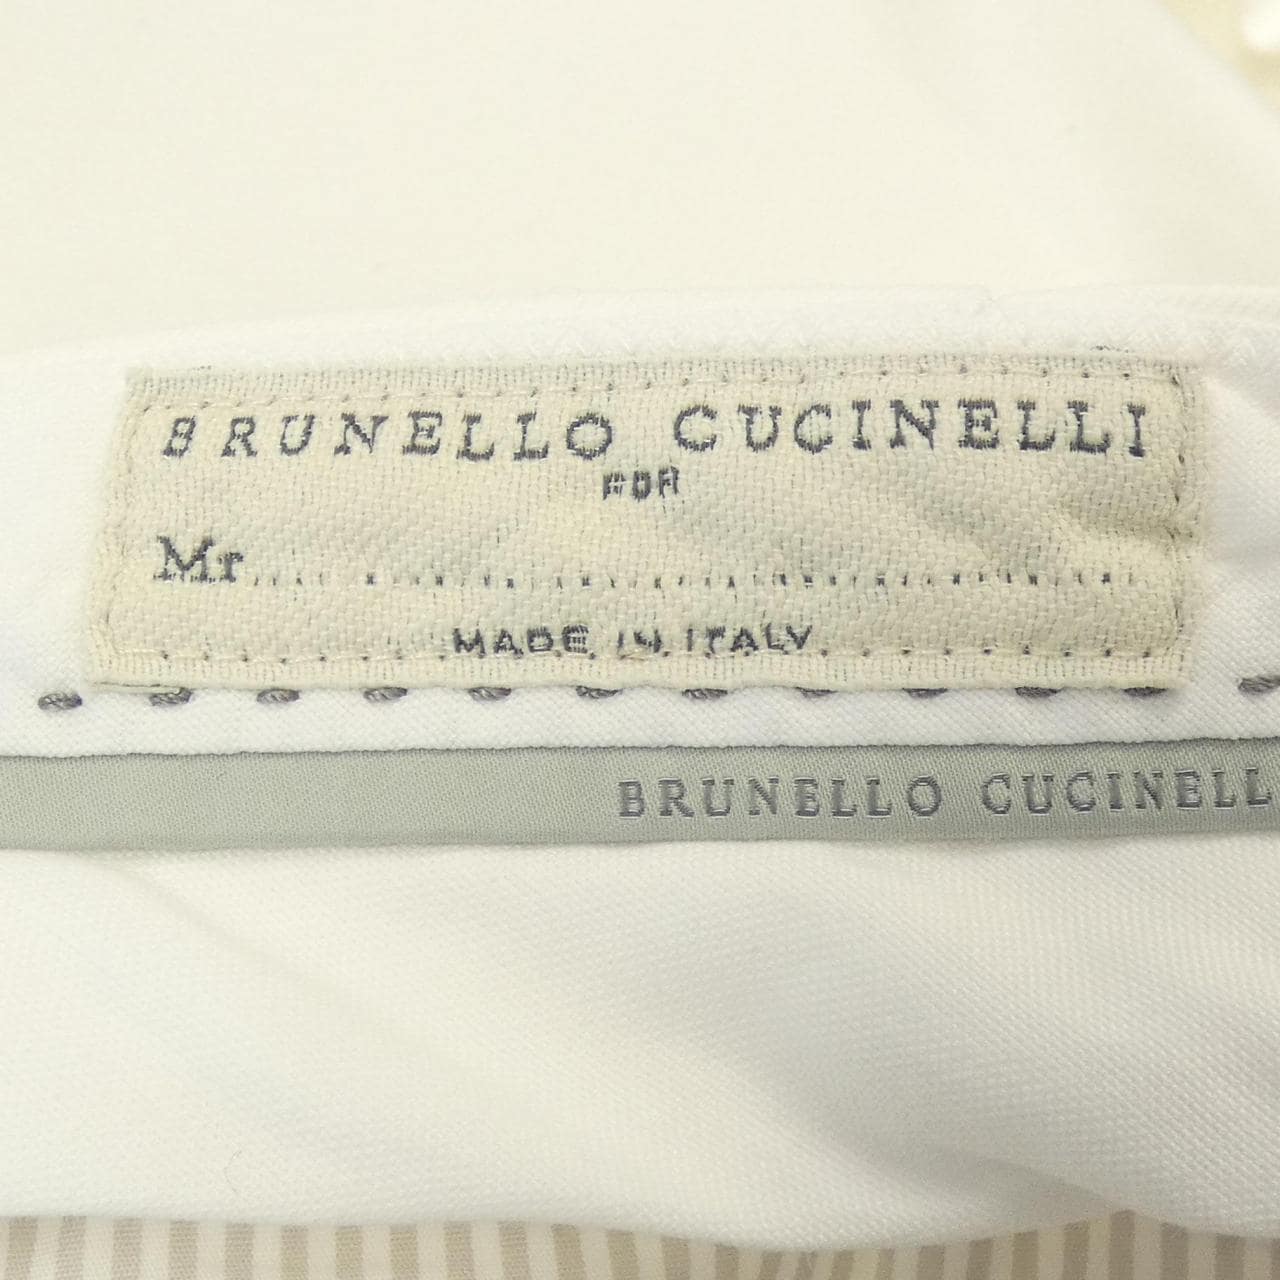 BRUNELLO CUCINELLI
FOR
Mr........................................
MADE IN ITALY
BRUNELLO CUCINELL